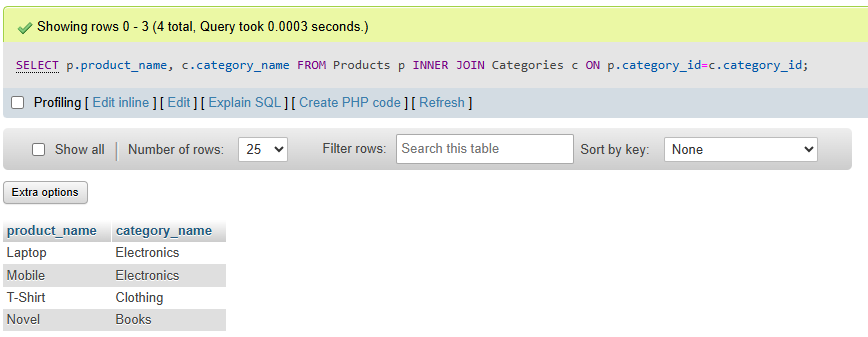 Showing rows 0 - 3 (4 total, Query took 0.0003 seconds.)
SELECT p.product_name, c.category_name FROM Products p INNER JOIN Categories c ON p.category_id=c.category_id;
Profiling [ Edit inline ] [ Edit ] [ Explain SQL ] [ Create PHP code ] [ Refresh ]
Show all | Number of rows: 25 Filter rows: Search this table Sort by key: None
Extra options
product_name category_name
Laptop Electronics
Mobile Electronics
T-Shirt Clothing
Novel Books